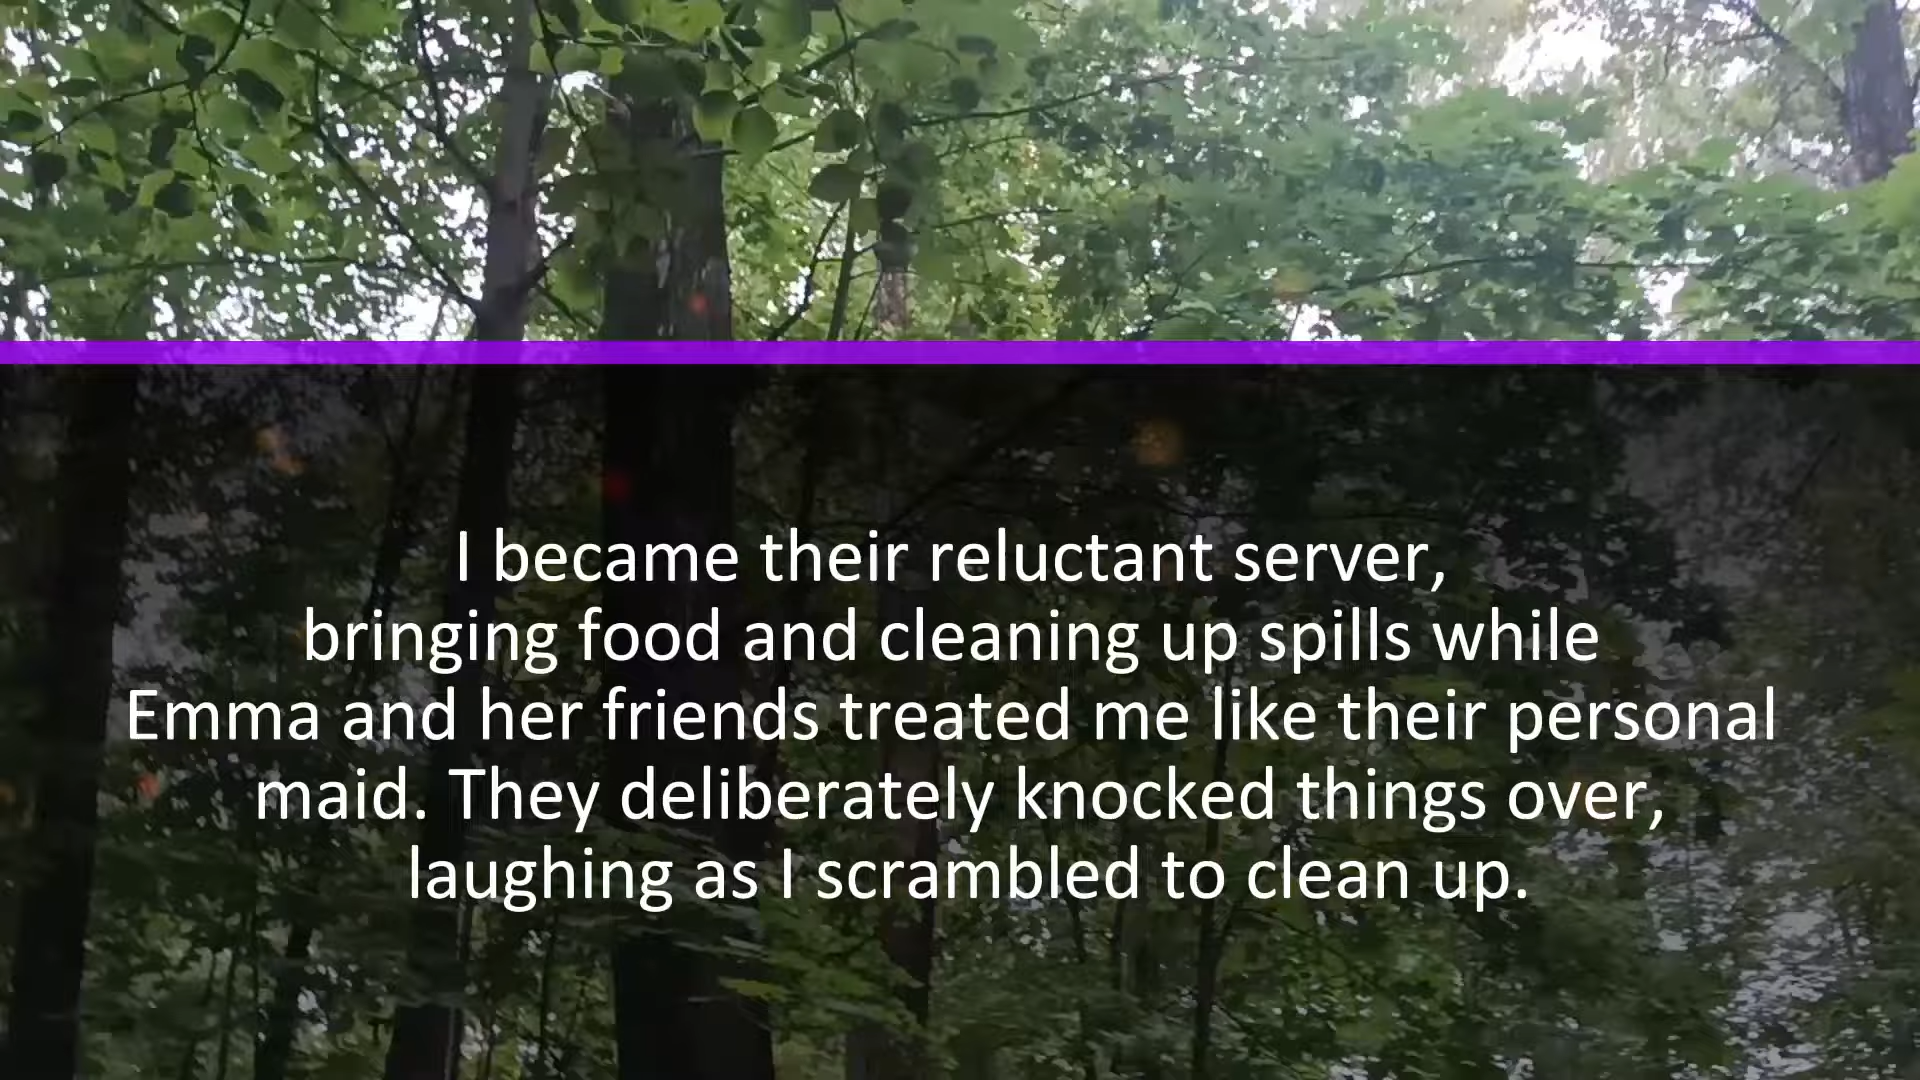 I became their reluctant server,
bringing food and cleaning up spills while
Emma and her friends treated me like their personal
maid. They deliberately knocked things over,
laughing as I scrambled to clean up.